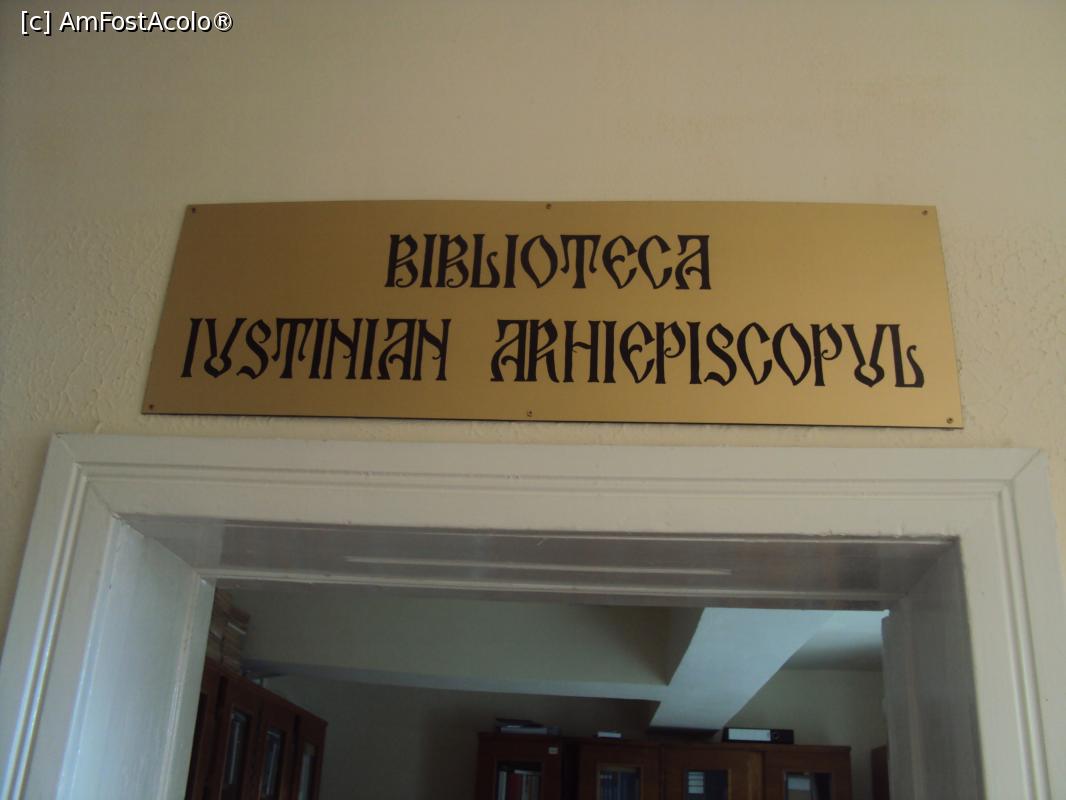 [c] AmFostAcolo®
BIBLIOTECA
IUSTINIAN ARHIEPISCOPUL